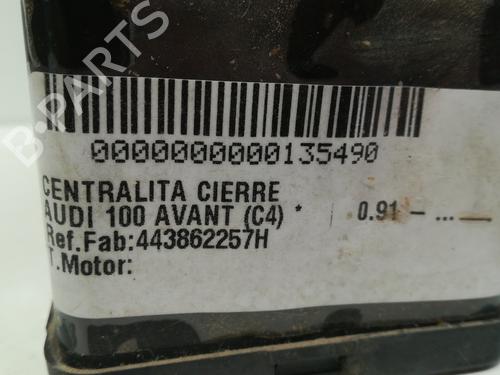 B-PARTS
0000000000135490
CENTRALITA CIERRE
AUDI 100 AVANT (C4) * 0.91 - ...
Ref.Fab:443862257H
T.Motor: